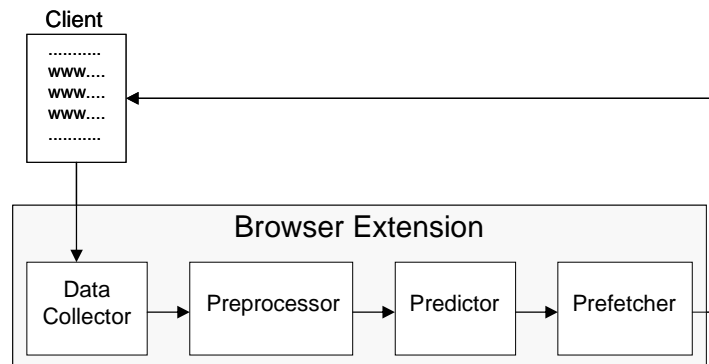 Client
...........
www....
www....
www....
...........
Browser Extension
Data
Collector
Preprocessor
Predictor
Prefetcher